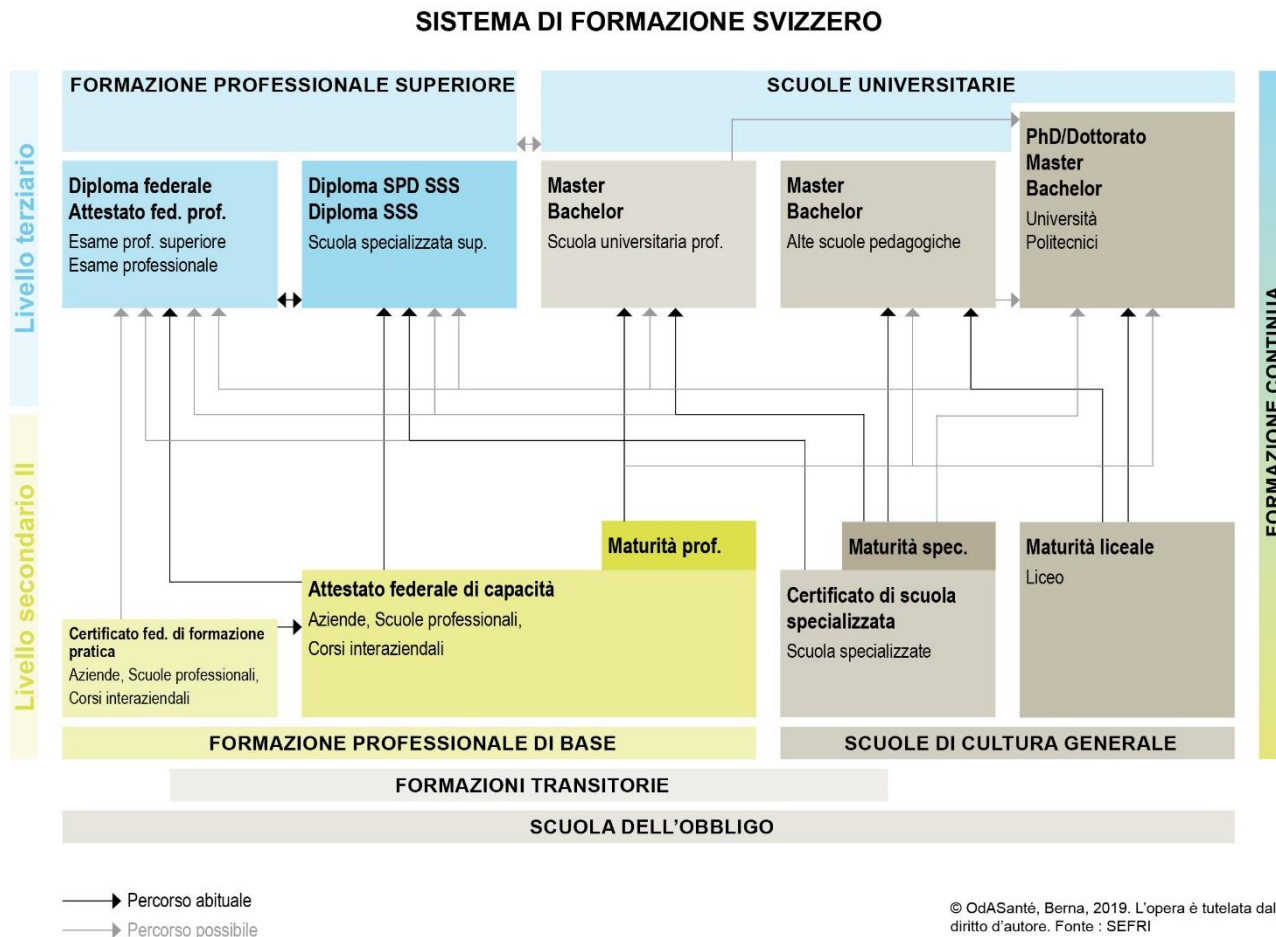 SISTEMA DI FORMAZIONE SVIZZERO
FORMAZIONE PROFESSIONALE SUPERIORE
SCUOLE UNIVERSITARIE
Livello terziario
Diploma federale
Attestato fed. prof.
Esame prof. superiore
Esame professionale
Diploma SPD SSS
Diploma SSS
Scuola specializzata sup.
Master
Bachelor
Scuola universitaria prof.
Master
Bachelor
Alte scuole pedagogiche
PhD/Dottorato
Master
Bachelor
Università
Politecnici
FORMAZIONE CONTINUA
Livello secondario II
Certificato fed. di formazione
pratica
Aziende, Scuole professionali,
Corsi interaziendali
Maturità prof.
Attestato federale di capacità
Aziende, Scuole professionali,
Corsi interaziendali
Maturità spec.
Certificato di scuola
specializzata
Scuola specializzate
Maturità liceale
Liceo
FORMAZIONE PROFESSIONALE DI BASE
SCUOLE DI CULTURA GENERALE
FORMAZIONI TRANSITORIE
SCUOLA DELL'OBBLIGO
Percorso abituale
Percorso possibile
© OdASanté, Berna, 2019. L'opera è tutelata dal
diritto d'autore. Fonte : SEFRI